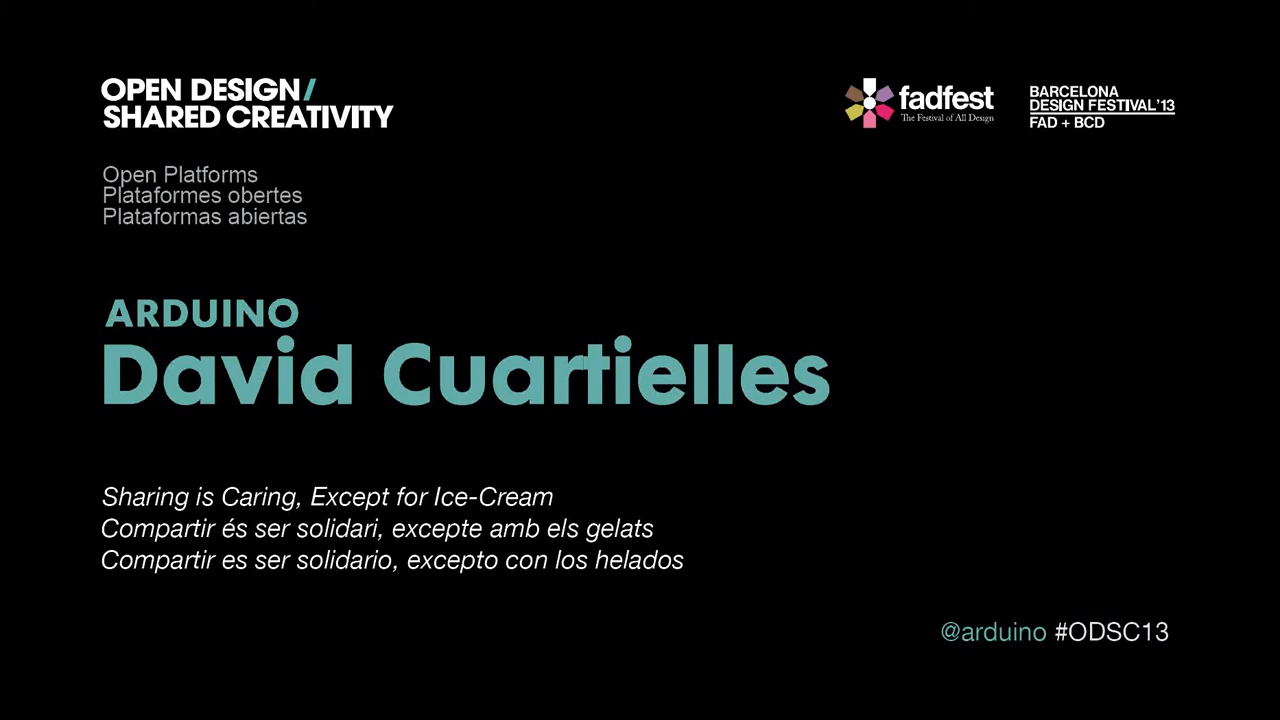 OPEN DESIGN/
SHARED CREATIVITY
fadfest
The Festival of All Design
BARCELONA
DESIGN FESTIVAL'13
FAD + BCD
Open Platforms
Plataformes obertes
Plataformas abiertas
ARDUINO
David Cuartielles
Sharing is Caring, Except for Ice-Cream
Compartir és ser solidari, excepte amb els gelats
Compartir es ser solidario, excepto con los helados
@arduino #ODSC13